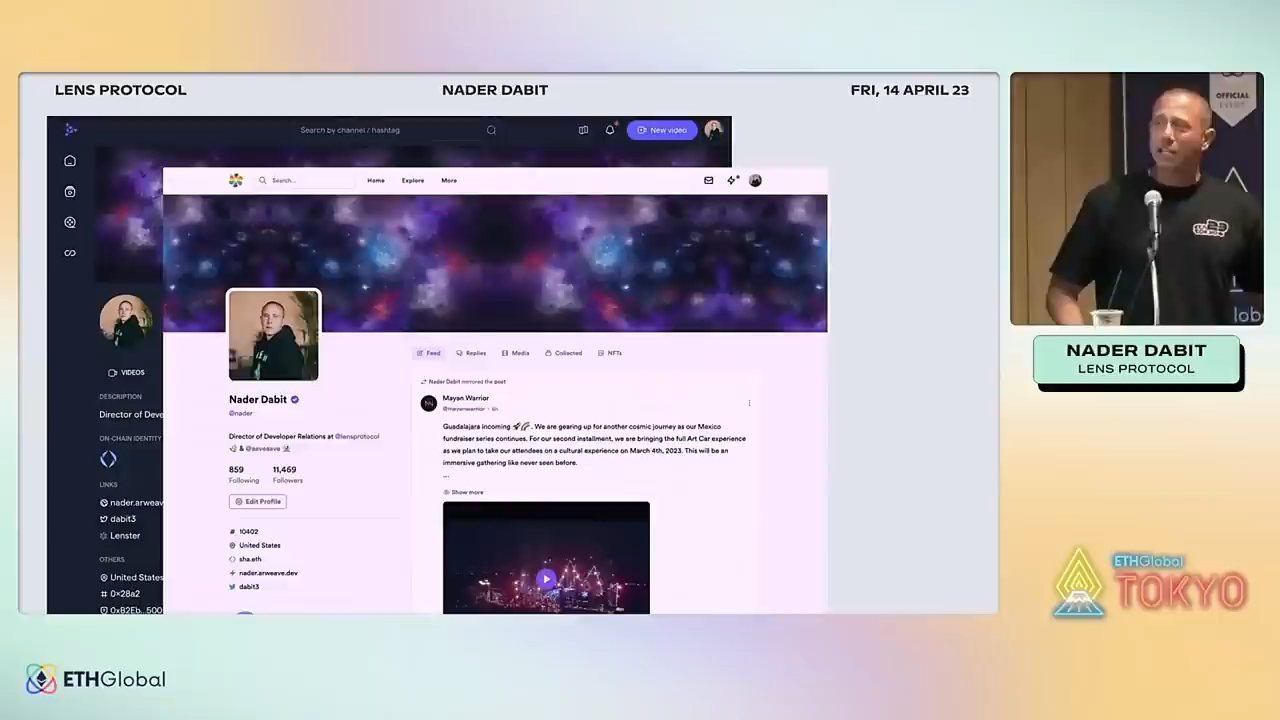 LENS PROTOCOL
NADER DABIT
FRI, 14 APRIL 23
Search by channel / hashtag
New video
Search...
Home
Explore
More
VIDEOS
DESCRIPTION
Director of Deve
ON-CHAIN IDENTITY
LINKS
nader.arweav
dabit3
Lenster
OTHERS
United States
# 0x28a2
0xB2Eb...500
Nader Dabit
@nader
Director of Developer Relations at @lensprotocol
& @aaveaave
859
11,469
Following
Followers
Edit Profile
# 10402
United States
sha.eth
nader.arweave.dev
dabit3
Feed
Replies
Media
Collected
NFTs
Nader Dabit mirrored the post
Mayan Warrior
@mayanwarrior · 6h
Guadalajara incoming 🚀🌈. We are gearing up for another cosmic journey as our Mexico
fundraiser series continues. For our second installment, we are bringing the full Art Car experience
as we plan to take our attendees on a cultural experience on March 4th, 2023. This will be an
immersive gathering like never seen before.
...
Show more
OFFICIAL
EVENT
lob
NADER DABIT
LENS PROTOCOL
ETHGlobal
TOKYO
ETHGlobal